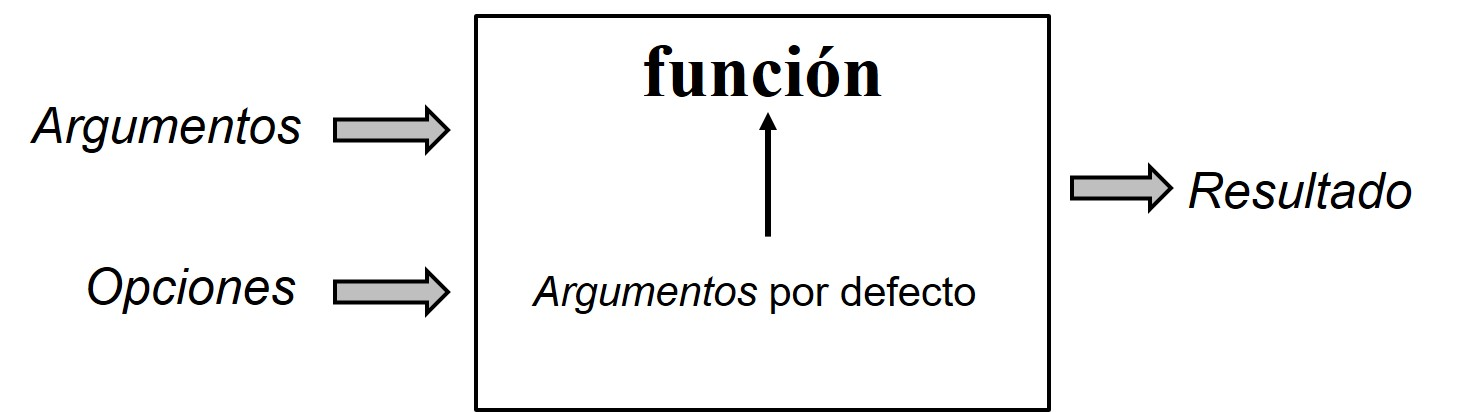 función
Argumentos
Resultado
Opciones
Argumentos por defecto